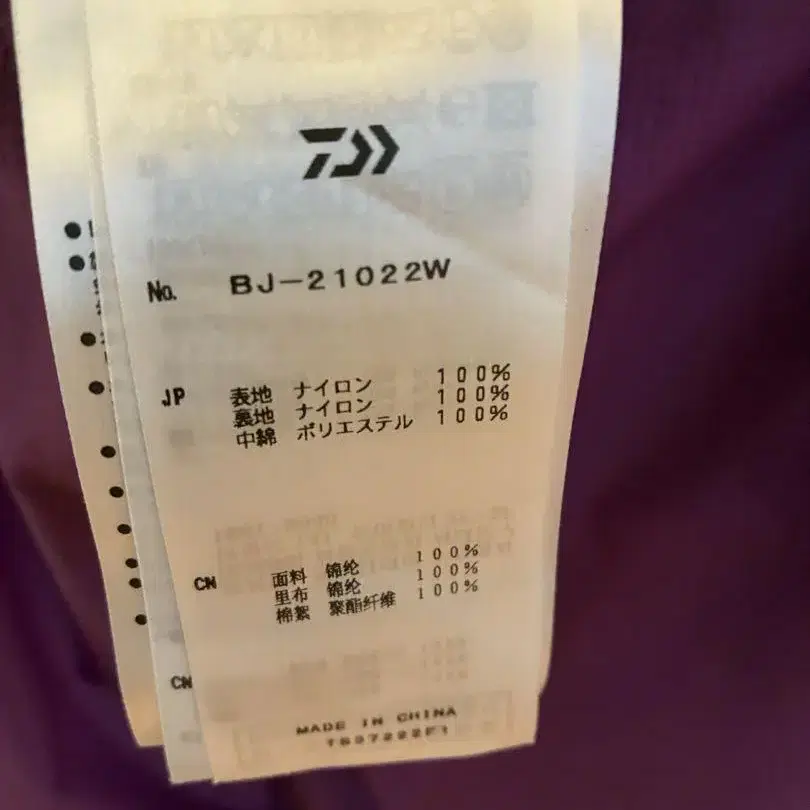 No. BJ-21022W
JP 表地 ナイロン 100%
裏地 ナイロン 100%
中綿 ポリエステル 100%
CN 面料 锦纶 100%
里布 锦纶 100%
棉絮 聚酯纤维 100%
CN
MADE IN CHINA